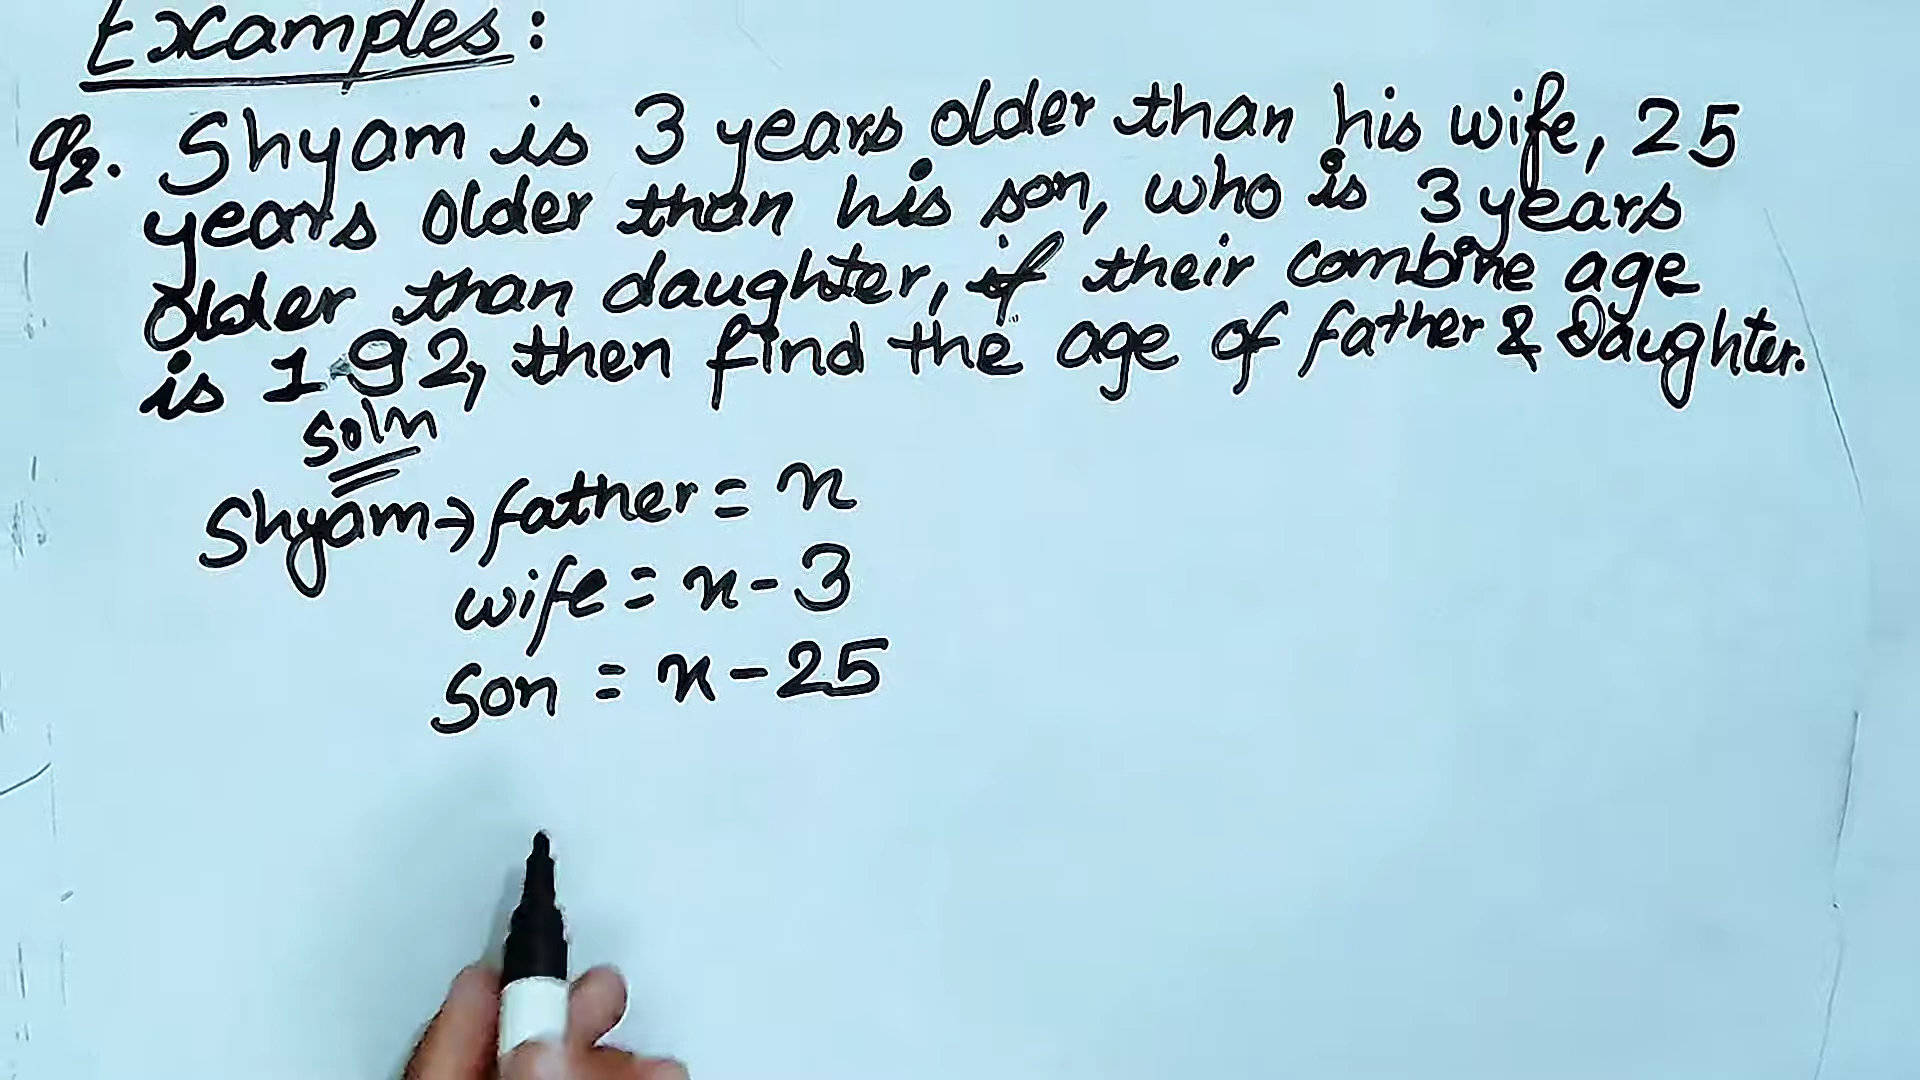 Examples:
Q2. Shyam is 3 years older than his wife, 25
years older than his son, who is 3 years
older than daughter, if their combine age
is 192, then find the age of father & Daughter.
Soln
Shyam→father = x
wife = x - 3
Son = x - 25